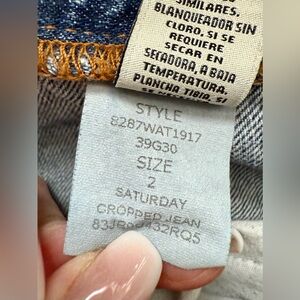 SIMILARES,
BLANQUEADOR SIN
CLORO, SI SE
REQUIERE
SECAR EN
SECADORA, A BAJA
TEMPERATURA,
PLANCHA TIBIA, SI
STYLE
8287WAT1917
39G30
SIZE
2
SATURDAY
CROPPED JEAN